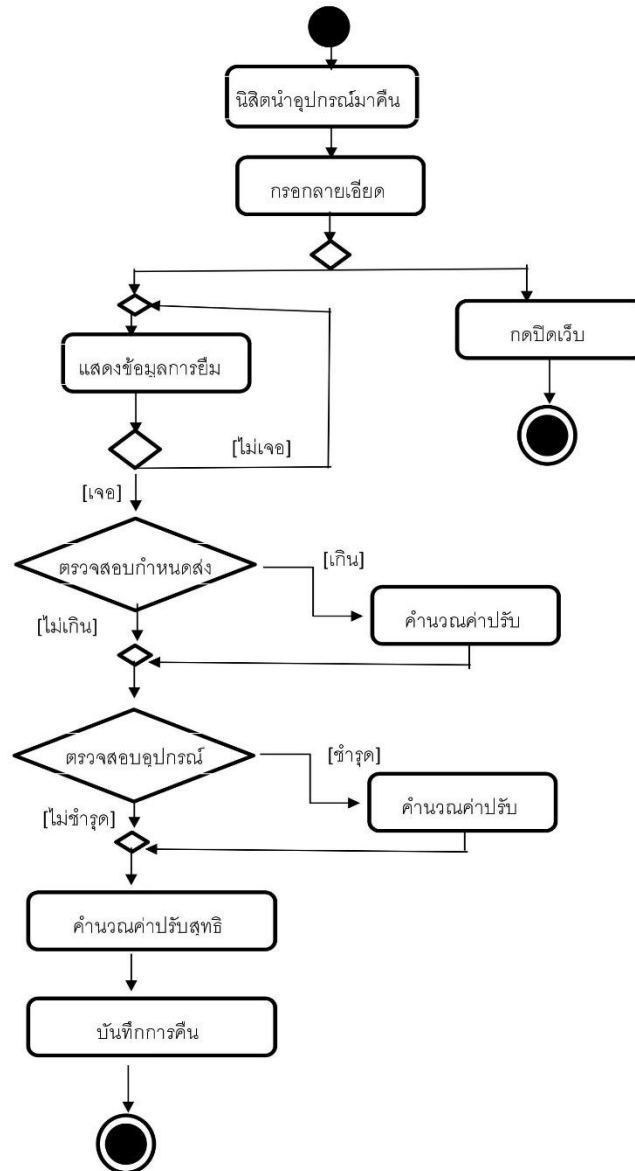 นิสิตนำอุปกรณ์มาคืน
กรอกลายเอียด
แสดงข้อมูลการยืม
กดปิดเว็บ
[ไม่เจอ]
[เจอ]
ตรวจสอบกำหนดส่ง
[เกิน]
คำนวณค่าปรับ
[ไม่เกิน]
ตรวจสอบอุปกรณ์
[ชำรุด]
คำนวณค่าปรับ
[ไม่ชำรุด]
คำนวณค่าปรับสุทธิ
บันทึกการคืน